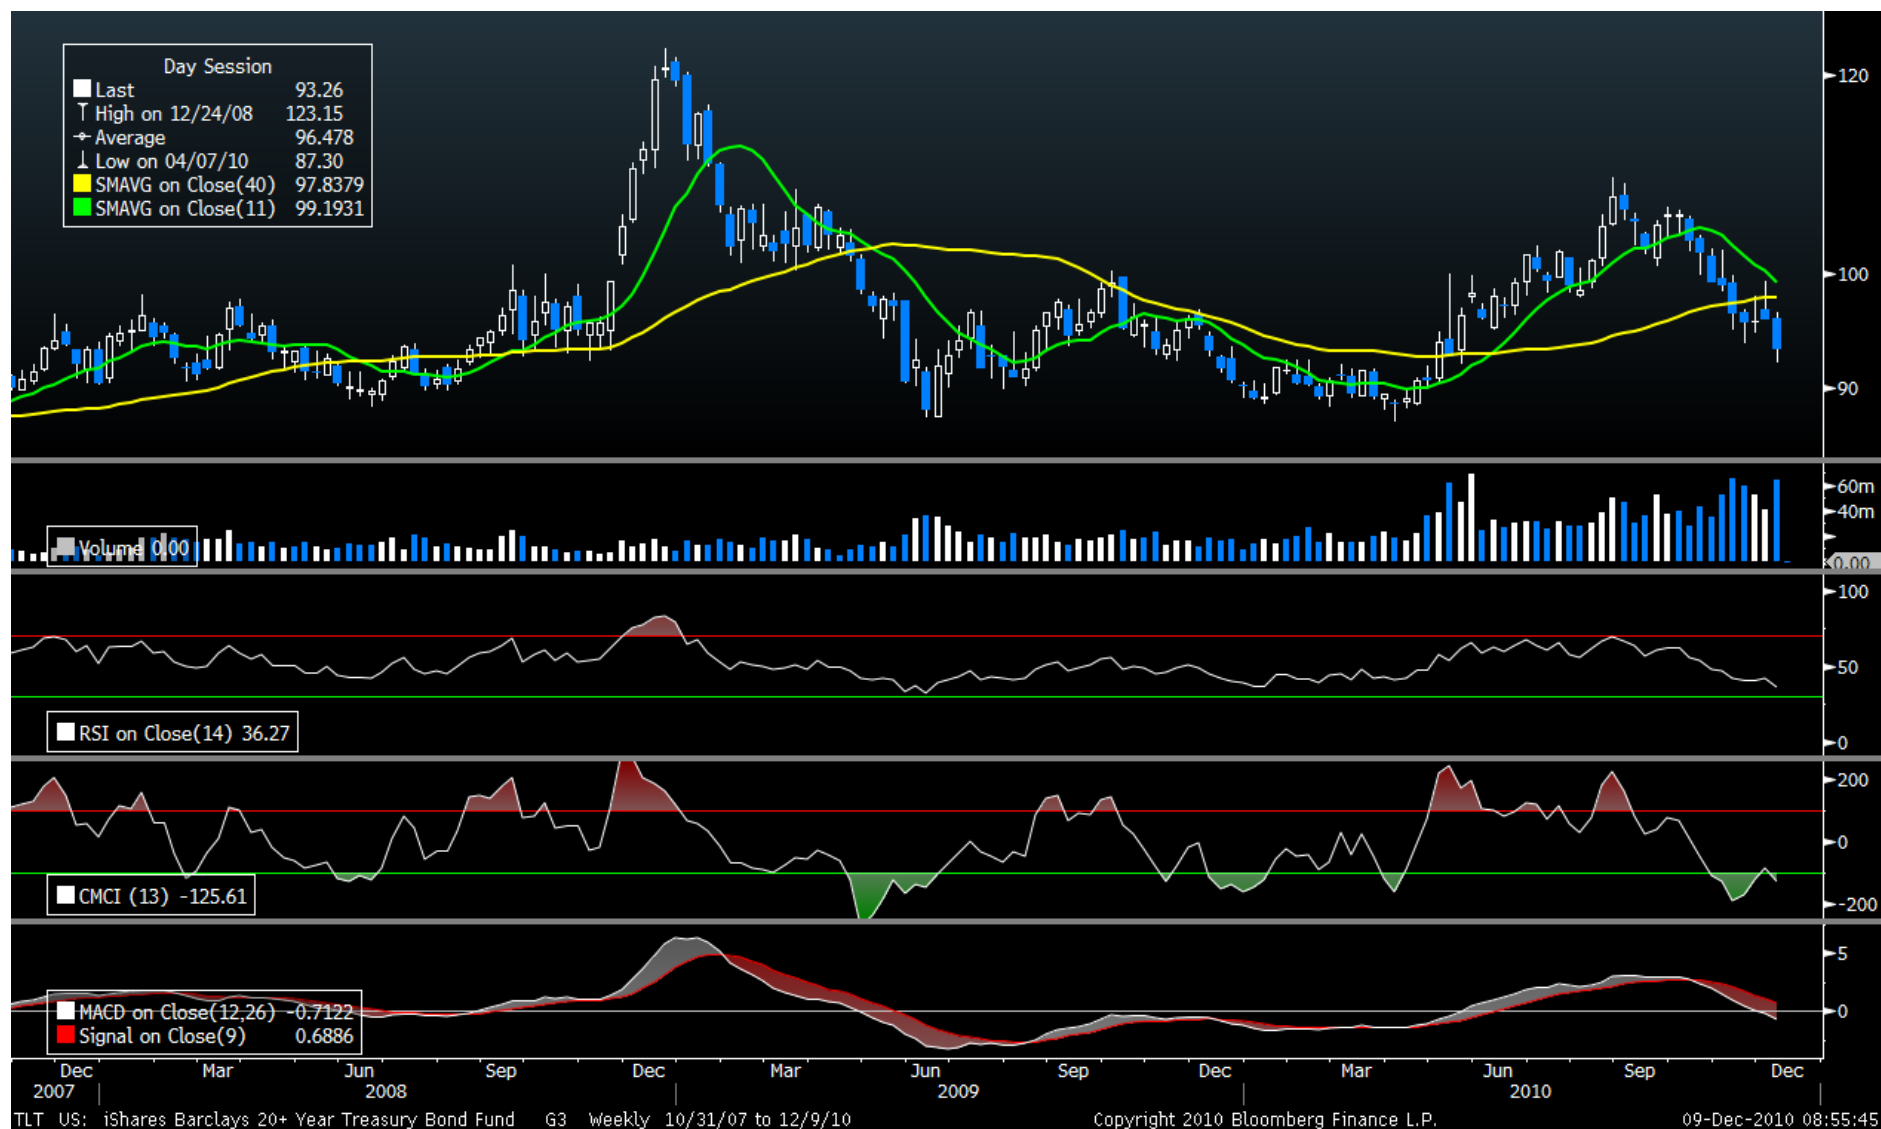 Day Session
Last 93.26
High on 12/24/08 123.15
Average 96.478
Low on 04/07/10 87.30
SMAVG on Close(40) 97.8379
SMAVG on Close(11) 99.1931
120
100
90
Volume 0.00
60m
40m
0.00
100
50
0
RSI on Close(14) 36.27
200
0
-200
CMCI (13) -125.61
5
0
MACD on Close(12,26) -0.7122
Signal on Close(9) 0.6886
Dec Mar Jun Sep Dec Mar Jun Sep Dec Mar Jun Sep Dec
2007 2008 2009 2010
TLT US: iShares Barclays 20+ Year Treasury Bond Fund G3 Weekly 10/31/07 to 12/9/10 Copyright 2010 Bloomberg Finance L.P. 09-Dec-2010 08:55:45